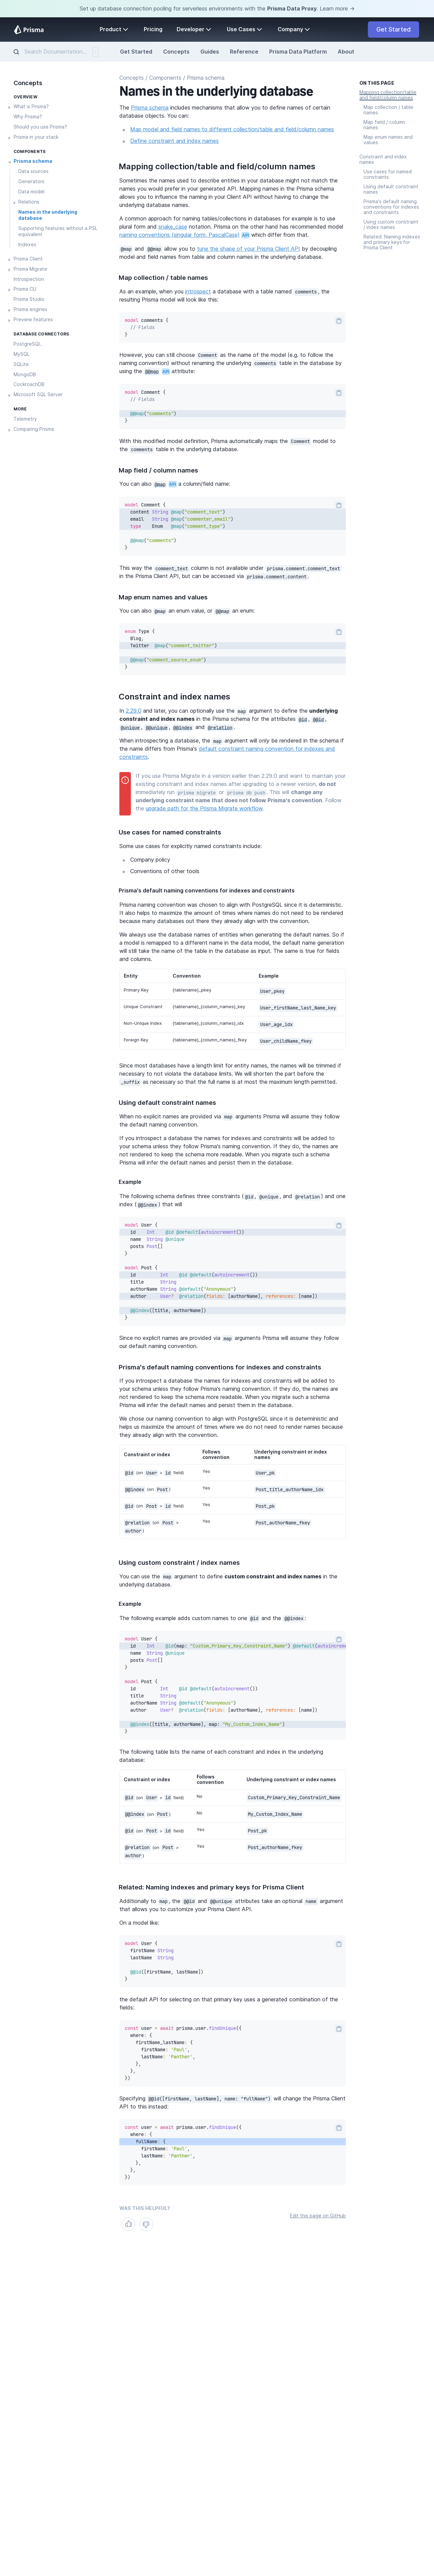 Set up database connection pooling for serverless environments with the Prisma Data Proxy. Learn more →
Prisma
Product
Pricing
Developer
Use Cases
Company
Get Started
Search Documentation...
Get Started
Concepts
Guides
Reference
Prisma Data Platform
About
Concepts
OVERVIEW
What is Prisma?
Why Prisma?
Should you use Prisma?
Prisma in your stack
COMPONENTS
Prisma schema
Data sources
Generators
Data model
Relations
Names in the underlying
database
Supporting features without a PSL
equivalent
Indexes
Prisma Client
Prisma Migrate
Introspection
Prisma CLI
Prisma Studio
Prisma engines
Preview features
DATABASE CONNECTORS
PostgreSQL
MySQL
SQLite
MongoDB
CockroachDB
Microsoft SQL Server
MORE
Telemetry
Comparing Prisma
Concepts / Components / Prisma schema
Names in the underlying database
The Prisma schema includes mechanisms that allow you to define names of certain
database objects. You can:
Map model and field names to different collection/table and field/column names
Define constraint and index names
Mapping collection/table and field/column names
Sometimes the names used to describe entities in your database might not match the
names you would prefer in your generated API. Mapping names in the Prisma schema
allows you to influence the naming in your Client API without having to change the
underlying database names.
A common approach for naming tables/collections in databases for example is to use
plural form and snake_case notation. Prisma on the other hand has recommended model
naming conventions (singular form, PascalCase) API which differ from that.
@map and @@map allow you to tune the shape of your Prisma Client API by decoupling
model and field names from table and column names in the underlying database.
Map collection / table names
As an example, when you introspect a database with a table named comments, the
resulting Prisma model will look like this:
model comments {
// Fields
}
However, you can still choose Comment as the name of the model (e.g. to follow the
naming convention) without renaming the underlying comments table in the database by
using the @@map API attribute:
model Comment {
// Fields
@@map("comments")
}
With this modified model definition, Prisma automatically maps the Comment model to
the comments table in the underlying database.
Map field / column names
You can also @map API a column/field name:
model Comment {
content String @map("comment_text")
email String @map("commenter_email")
type Enum @map("comment_type")
@@map("comments")
}
This way the comment_text column is not available under prisma.comment.comment_text
in the Prisma Client API, but can be accessed via prisma.comment.content.
Map enum names and values
You can also @map an enum value, or @@map an enum:
enum Type {
Blog,
Twitter @map("comment_twitter")
@@map("comment_source_enum")
}
Constraint and index names
In 2.29.0 and later, you can optionally use the map argument to define the underlying
constraint and index names in the Prisma schema for the attributes @id, @@id,
@unique, @@unique, @@index and @relation.
When introspecting a database, the map argument will only be rendered in the schema if
the name differs from Prisma's default constraint naming convention for indexes and
constraints.
If you use Prisma Migrate in a version earlier than 2.29.0 and want to maintain your
existing constraint and index names after upgrading to a newer version, do not
immediately run prisma migrate or prisma db push. This will change any
underlying constraint name that does not follow Prisma's convention. Follow
the upgrade path for the Prisma Migrate workflow.
Use cases for named constraints
Some use cases for explicitly named constraints include:
Company policy
Conventions of other tools
Prisma's default naming conventions for indexes and constraints
Prisma naming convention was chosen to align with PostgreSQL since it is deterministic.
It also helps to maximize the amount of times where names do not need to be rendered
because many databases out there they already align with the convention.
We always use the database names of entities when generating the default names. So if
a model is remapped to a different name in the data model, the default name generation
will still take the name of the table in the database as input. The same is true for fields
and columns.
Entity Convention Example
Primary Key {tablename}_pkey User_pkey
Unique Constraint {tablename}_{column_names}_key User_firstName_last_Name_key
Non-Unique Index {tablename}_{column_names}_idx User_age_idx
Foreign Key {tablename}_{column_names}_fkey User_childName_fkey
Since most databases have a length limit for entity names, the names will be trimmed if
necessary to not violate the database limits. We will shorten the part before the
_suffix as necessary so that the full name is at most the maximum length permitted.
Using default constraint names
When no explicit names are provided via map arguments Prisma will assume they follow
the default naming convention.
If you introspect a database the names for indexes and constraints will be added to
your schema unless they follow Prisma's naming convention. If they do, the names are
not rendered to keep the schema more readable. When you migrate such a schema
Prisma will infer the default names and persist them in the database.
Example
The following schema defines three constraints (@id, @unique, and @relation) and one
index (@@index) that will
model User {
id Int @id @default(autoincrement())
name String @unique
posts Post[]
}
model Post {
id Int @id @default(autoincrement())
title String
authorName String @default("Anonymous")
author User? @relation(fields: [authorName], references: [name])
@@index([title, authorName])
}
Since no explicit names are provided via map arguments Prisma will assume they follow
our default naming convention.
Prisma's default naming conventions for indexes and constraints
If you introspect a database the names for indexes and constraints will be added to
your schema unless they follow Prisma's naming convention. If they do, the names are
not rendered to keep the schema more readable. When you migrate such a schema
Prisma will infer the default names and persist them in the database.
We chose our naming convention to align with PostgreSQL since it is deterministic and
helps us maximize the amount of times where we do not need to render names because
they already align with the convention.
Constraint or index Follows convention Underlying constraint or index names
@id (on User > id field) Yes User_pk
@@index (on Post) Yes Post_title_authorName_idx
@id (on Post > id field) Yes Post_pk
@relation (on Post > author) Yes Post_authorName_fkey
Using custom constraint / index names
You can use the map argument to define custom constraint and index names in the
underlying database.
Example
The following example adds custom names to one @id and the @@index:
model User {
id Int @id(map: "Custom_Primary_Key_Constraint_Name") @default(autoincreme
name String @unique
posts Post[]
}
model Post {
id Int @id @default(autoincrement())
title String
authorName String @default("Anonymous")
author User? @relation(fields: [authorName], references: [name])
@@index([title, authorName], map: "My_Custom_Index_Name")
}
The following table lists the name of each constraint and index in the underlying
database:
Constraint or index Follows convention Underlying constraint or index names
@id (on User > id field) No Custom_Primary_Key_Constraint_Name
@@index (on Post) No My_Custom_Index_Name
@id (on Post > id field) Yes Post_pk
@relation (on Post > author) Yes Post_authorName_fkey
Related: Naming indexes and primary keys for Prisma Client
Additionally to map, the @@id and @@unique attributes take an optional name argument
that allows you to customize your Prisma Client API.
On a model like:
model User {
firstName String
lastName String
@@id([firstName, lastName])
}
the default API for selecting on that primary key uses a generated combination of the
fields:
const user = await prisma.user.findUnique({
where: {
firstName_lastName: {
firstName: 'Paul',
lastName: 'Panther',
},
},
})
Specifying @@id([firstName, lastName], name: "fullName") will change the Prisma Client
API to this instead:
const user = await prisma.user.findUnique({
where: {
fullName: {
firstName: 'Paul',
lastName: 'Panther',
},
},
})
WAS THIS HELPFUL?
Edit this page on GitHub
ON THIS PAGE
Mapping collection/table
and field/column names
Map collection / table
names
Map field / column
names
Map enum names and
values
Constraint and index
names
Use cases for named
constraints
Using default constraint
names
Prisma's default naming
conventions for indexes
and constraints
Using custom constraint
/ index names
Related: Naming indexes
and primary keys for
Prisma Client